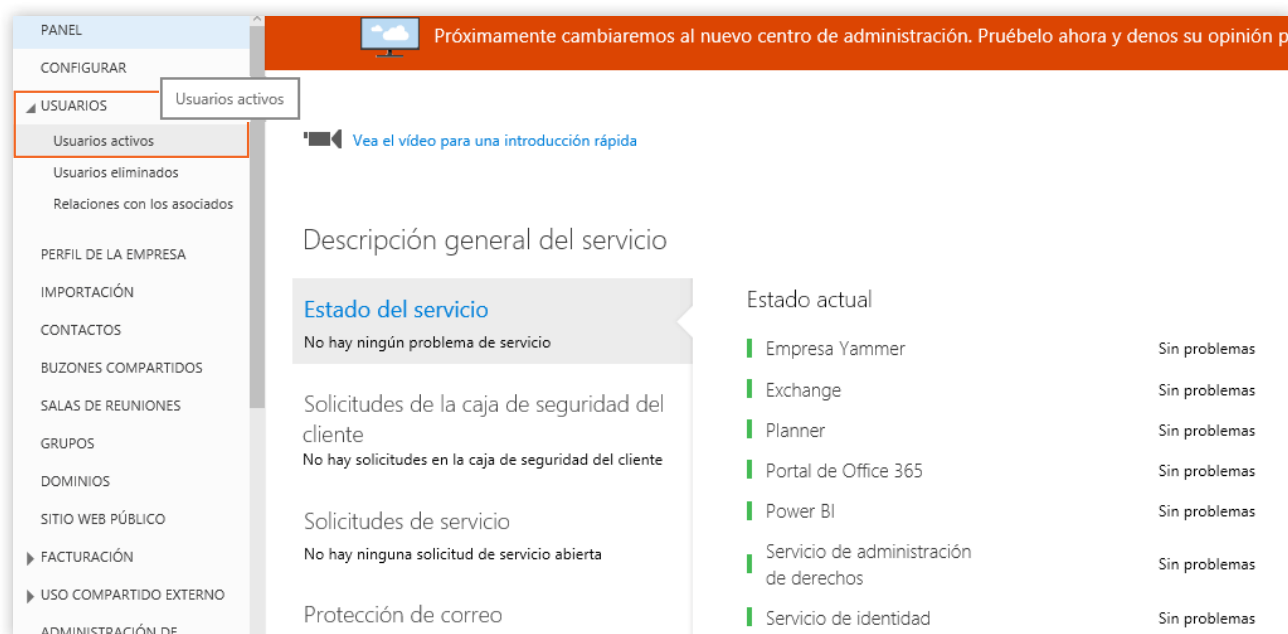 PANEL
CONFIGURAR
USUARIOS
Usuarios activos
Usuarios activos
Usuarios eliminados
Relaciones con los asociados
PERFIL DE LA EMPRESA
IMPORTACIÓN
CONTACTOS
BUZONES COMPARTIDOS
SALAS DE REUNIONES
GRUPOS
DOMINIOS
SITIO WEB PÚBLICO
FACTURACIÓN
USO COMPARTIDO EXTERNO
ADMINISTRACIÓN DE
Próximamente cambiaremos al nuevo centro de administración. Pruébelo ahora y denos su opinión p
Vea el vídeo para una introducción rápida
Descripción general del servicio
Estado del servicio
No hay ningún problema de servicio
Solicitudes de la caja de seguridad del
cliente
No hay solicitudes en la caja de seguridad del cliente
Solicitudes de servicio
No hay ninguna solicitud de servicio abierta
Protección de correo
Estado actual
Empresa Yammer Sin problemas
Exchange Sin problemas
Planner Sin problemas
Portal de Office 365 Sin problemas
Power BI Sin problemas
Servicio de administración
de derechos Sin problemas
Servicio de identidad Sin problemas